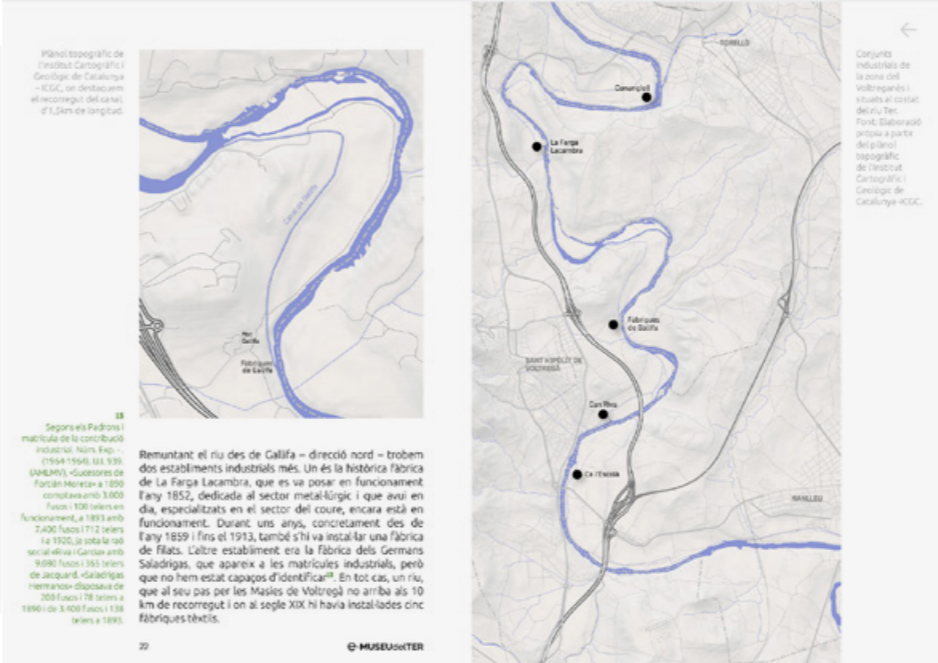 Plànol topogràfic de
l'Institut Cartogràfic i
Geològic de Catalunya
– ICGC, on destaquem
el recorregut del canal,
d'1,5km de longitud.
Canal de Gallifa
Mas
Gallifa
Fàbriques
de Gallifa
15
Segons els Padrons i
matrícula de la contribució
industrial. Núm. Exp. - .
(1964-1964). U.I. 939.
(AMLMV). «Sucesores de
Fortián Moreta» a 1890
comptava amb 3.000
fusos i 100 telers en
funcionament, a 1893 amb
7.400 fusos i 712 telers
i a 1920, ja sota la raó
social «Riva i Garcia» amb
9.080 fusos i 365 telers
de Jacquard. «Saladrigas
Hermanos» disposava de
200 fusos i 78 telers a
1890 i de 3.400 fusos i 138
telers a 1893.
Remuntant el riu des de Gallifa – direcció nord – trobem
dos establiments industrials més. Un és la històrica fàbrica
de La Farga Lacambra, que es va posar en funcionament
l'any 1852, dedicada al sector metal·lúrgic i que avui en
dia, especialitzats en el sector del coure, encara està en
funcionament. Durant uns anys, concretament des de
l'any 1859 i fins el 1913, també s'hi va instal·lar una fàbrica
de filats. L'altre establiment era la fàbrica dels Germans
Saladrigas, que apareix a les matrícules industrials, però
que no hem estat capaços d'identificar¹⁵. En tot cas, un riu,
que al seu pas per les Masies de Voltregà no arriba als 10
km de recorregut i on al segle XIX hi havia instal·lades cinc
fàbriques tèxtils.
22
e-MUSEUdelTER
TORELLÓ
Conanglell
La Farga
Lacambra
Fàbriques
de Gallifa
SANT HIPÒLIT DE
VOLTREGÀ
Can Riva
MANLLEU
Conjunts
industrials de
la zona del
Voltreganès i
situats al costat
del riu Ter.
Font: Elaboració
pròpia a partir
del plànol
topogràfic
de l'Institut
Cartogràfic i
Geològic de
Catalunya-ICGC.